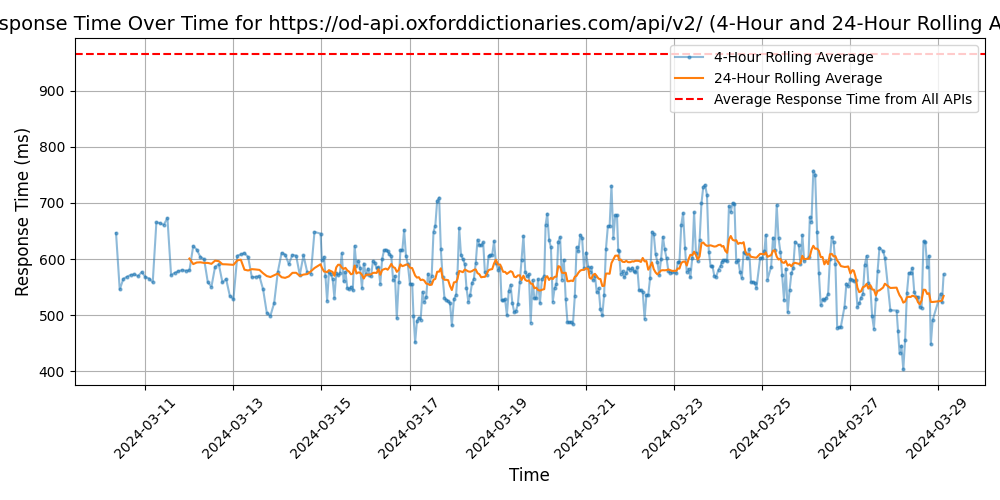 sponse Time Over Time for https://od-api.oxforddictionaries.com/api/v2/ (4-Hour and 24-Hour Rolling A
4-Hour Rolling Average
24-Hour Rolling Average
Average Response Time from All APIs
Response Time (ms)
900
800
700
600
500
400
2024-03-11
2024-03-13
2024-03-15
2024-03-17
2024-03-19
2024-03-21
2024-03-23
2024-03-25
2024-03-27
2024-03-29
Time